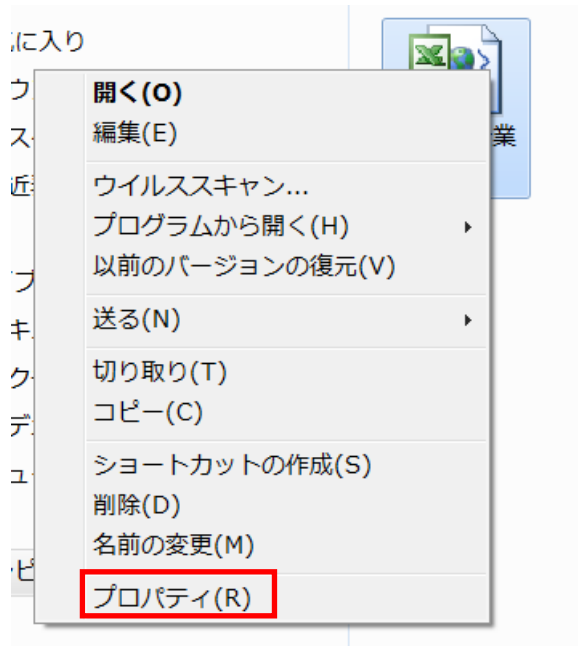 に入り
開く(O)
業
編集(E)
ウイルススキャン...
プログラムから開く(H)
以前のバージョンの復元(V)
送る(N)
切り取り(T)
コピー(C)
ショートカットの作成(S)
削除(D)
名前の変更(M)
プロパティ(R)